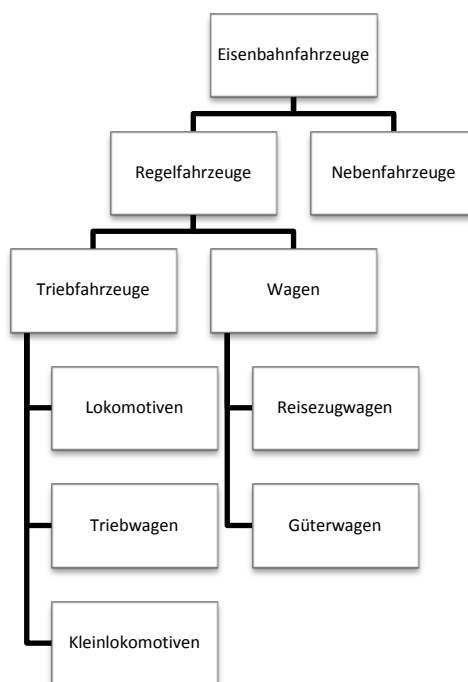 Eisenbahnfahrzeuge
Regelfahrzeuge
Nebenfahrzeuge
Triebfahrzeuge
Wagen
Lokomotiven
Reisezugwagen
Triebwagen
Güterwagen
Kleinlokomotiven